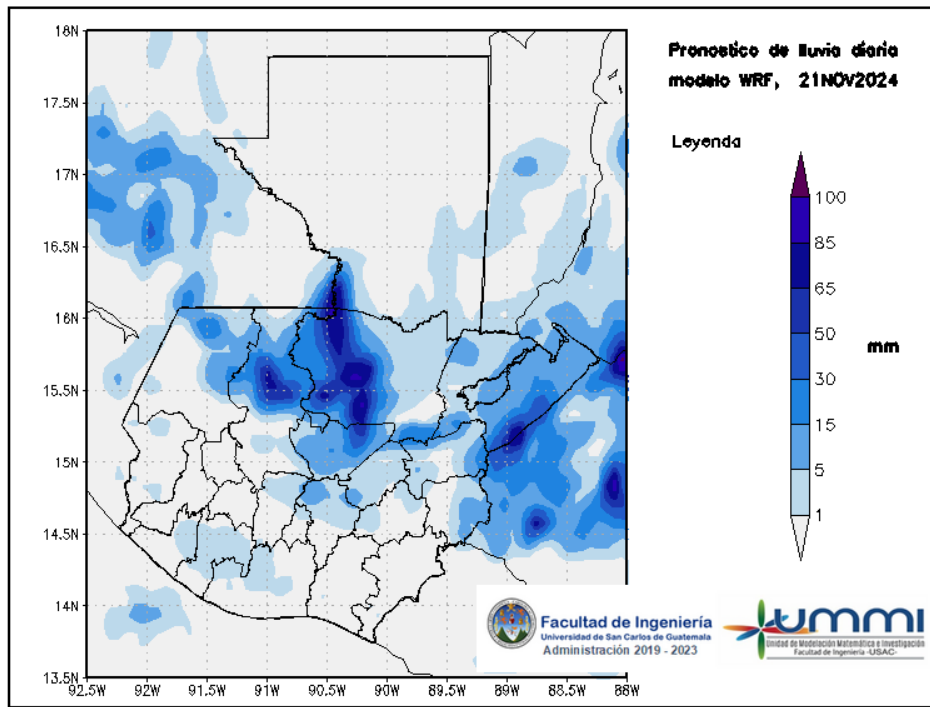 Pronostico de lluvia diaria
modelo WRF, 21NOV2024
Leyenda
100
85
65
50
30
15
5
1
mm
18N
17.5N
17N
16.5N
16N
15.5N
15N
14.5N
14N
13.5N
92.5W 92W 91.5W 91W 90.5W 90W 89.5W 89W 88.5W 88W
Facultad de Ingeniería
Universidad de San Carlos de Guatemala
Administración 2019 - 2023
UMMI
Unidad de Modelación Matemática e Investigación
Facultad de Ingeniería -USAC-